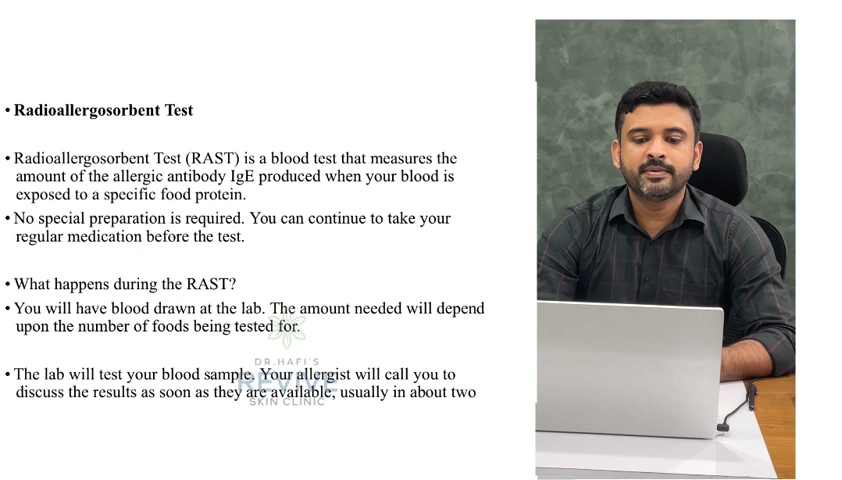 • Radioallergosorbent Test
• Radioallergosorbent Test (RAST) is a blood test that measures the
amount of the allergic antibody IgE produced when your blood is
exposed to a specific food protein.
• No special preparation is required. You can continue to take your
regular medication before the test.
• What happens during the RAST?
• You will have blood drawn at the lab. The amount needed will depend
upon the number of foods being tested for.
• The lab will test your blood sample. Your allergist will call you to
discuss the results as soon as they are available, usually in about two
DR.HAFI'S
REVIVE
SKIN CLINIC